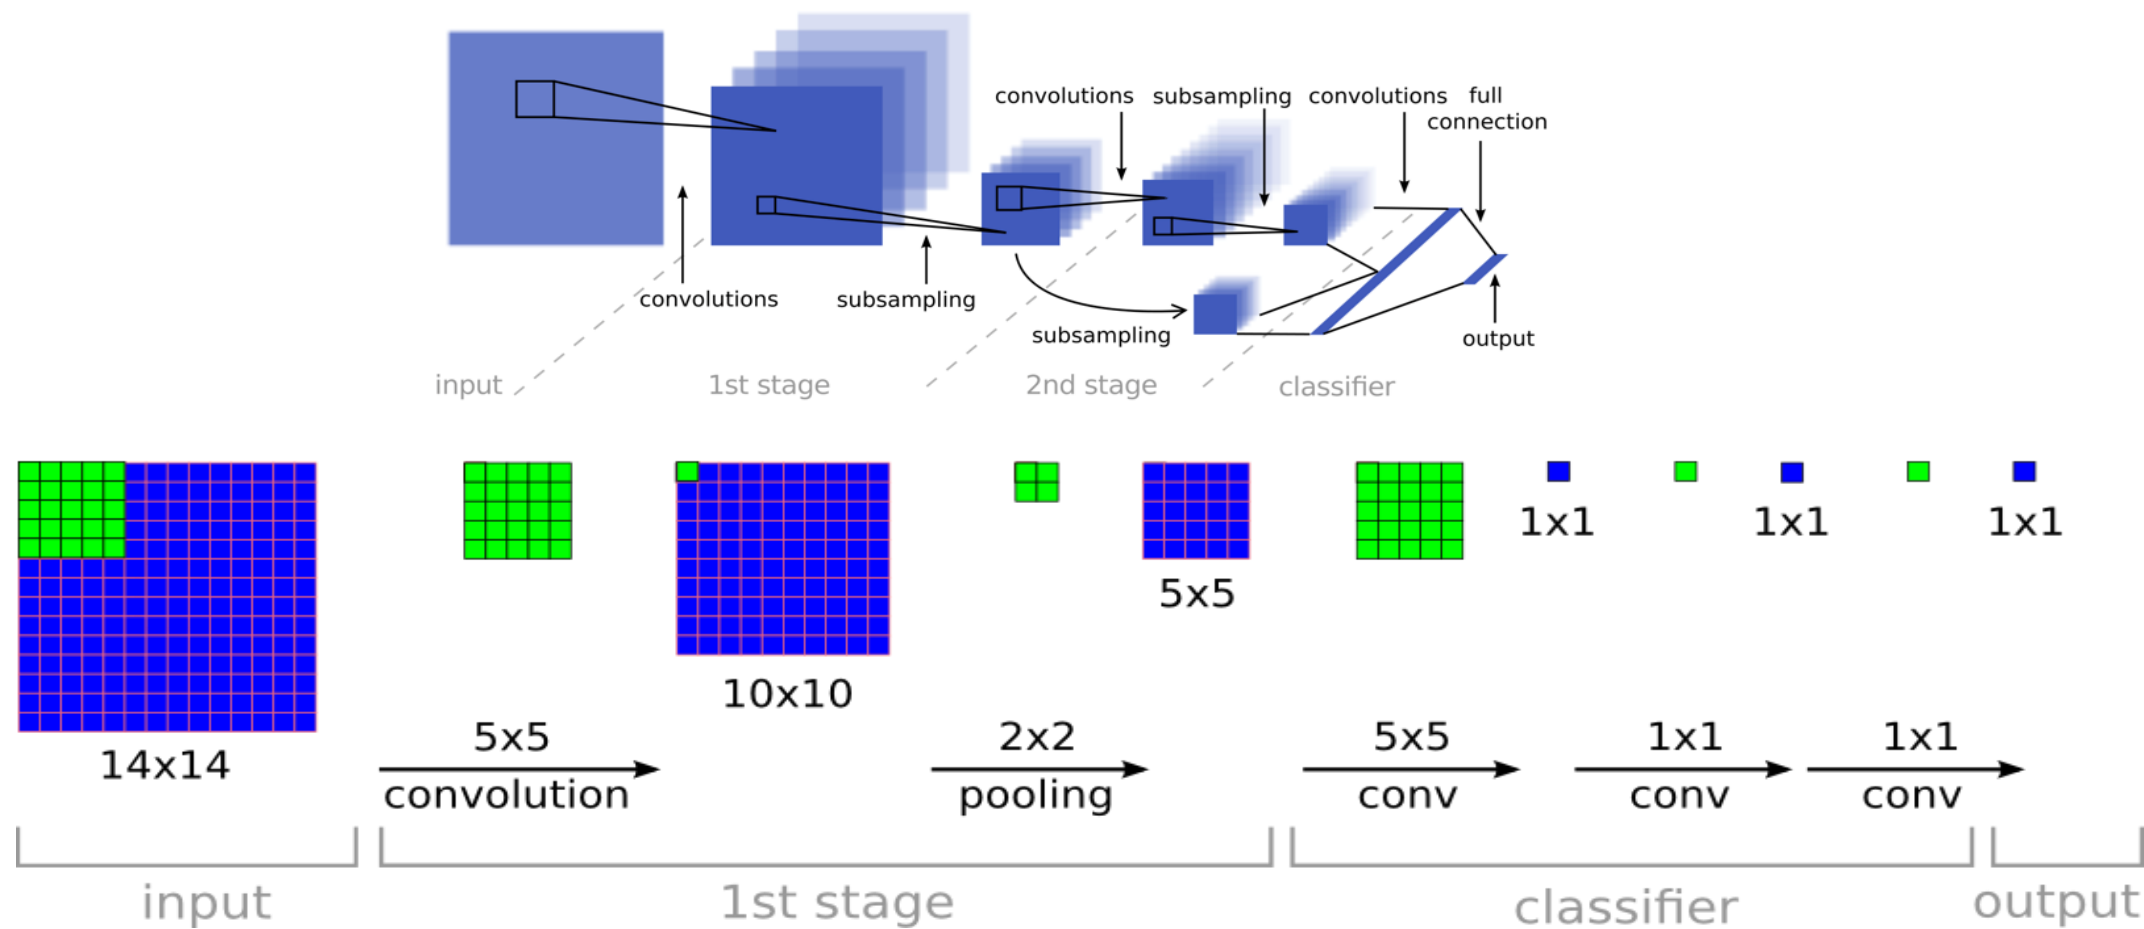 convolutions
subsampling
convolutions
full
connection
convolutions
subsampling
subsampling
output
input
1st stage
2nd stage
classifier
1x1
1x1
1x1
5x5
10x10
14x14
5x5
convolution
2x2
pooling
5x5
conv
1x1
conv
1x1
conv
input
1st stage
classifier
output